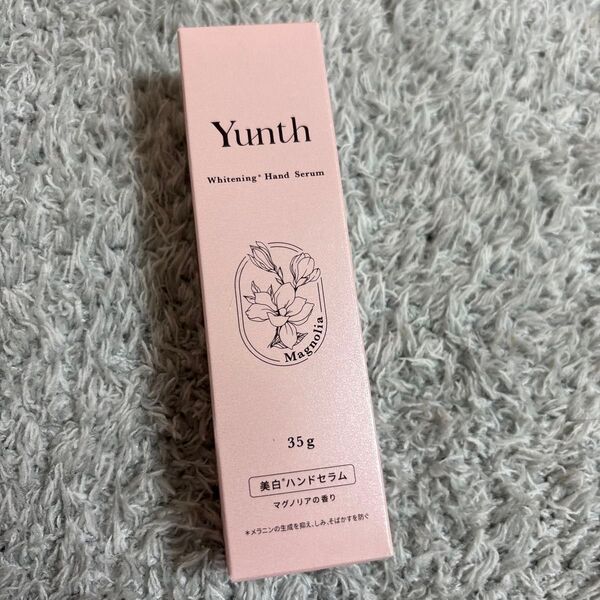 Yunth
Whitening* Hand Serum
Magnolia
35g
美白*ハンドセラム
マグノリアの香り
*メラニンの生成を抑え、しみ、そばかすを防ぐ